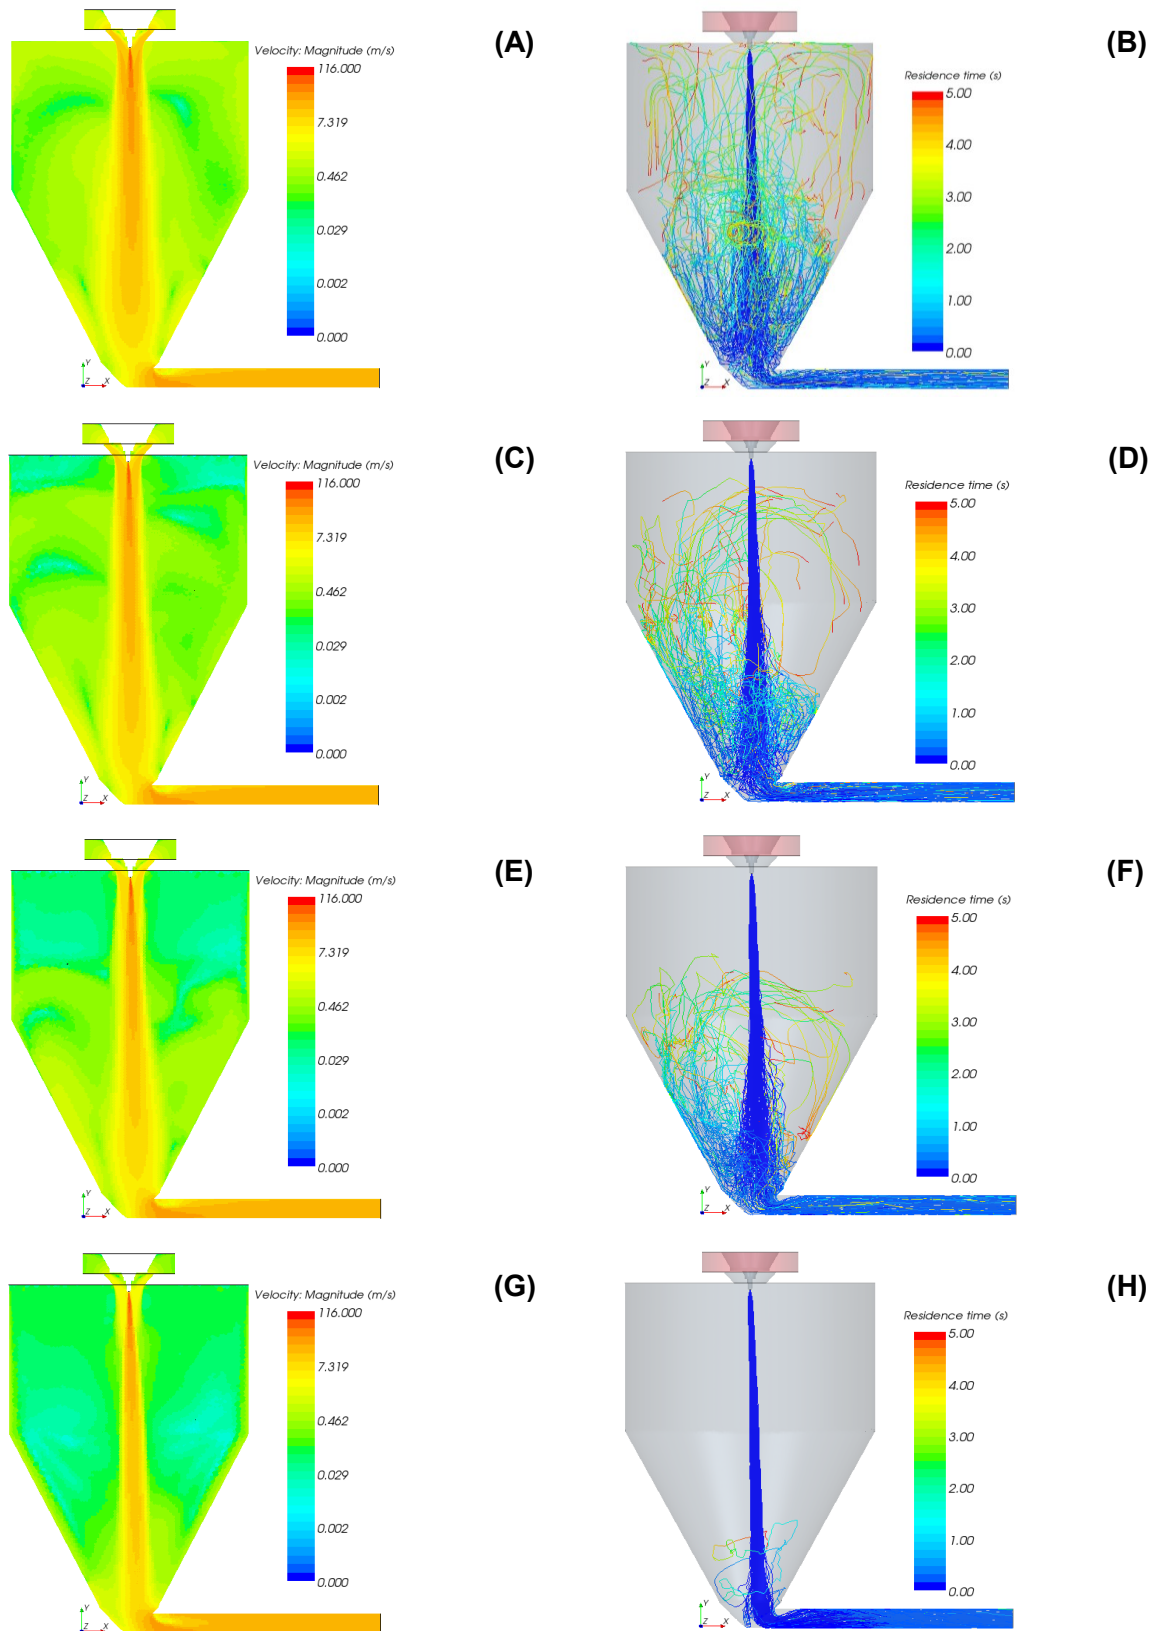 (A)
Velocity: Magnitude (m/s)
116.000
7.319
0.462
0.029
0.002
0.000
Y
Z
X
(B)
Residence time (s)
5.00
4.00
3.00
2.00
1.00
0.00
Y
Z
X
(C)
Velocity: Magnitude (m/s)
116.000
7.319
0.462
0.029
0.002
0.000
Y
Z
X
(D)
Residence time (s)
5.00
4.00
3.00
2.00
1.00
0.00
Y
Z
X
(E)
Velocity: Magnitude (m/s)
116.000
7.319
0.462
0.029
0.002
0.000
Y
Z
X
(F)
Residence time (s)
5.00
4.00
3.00
2.00
1.00
0.00
Y
Z
X
(G)
Velocity: Magnitude (m/s)
116.000
7.319
0.462
0.029
0.002
0.000
Y
Z
X
(H)
Residence time (s)
5.00
4.00
3.00
2.00
1.00
0.00
Y
Z
X